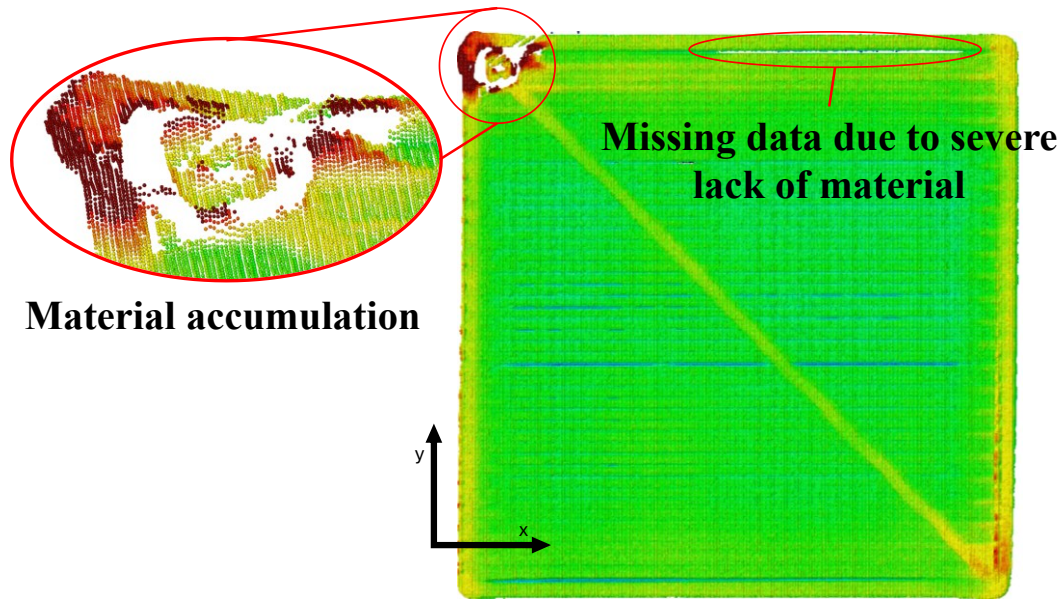 Missing data due to severe
lack of material
Material accumulation
y
x